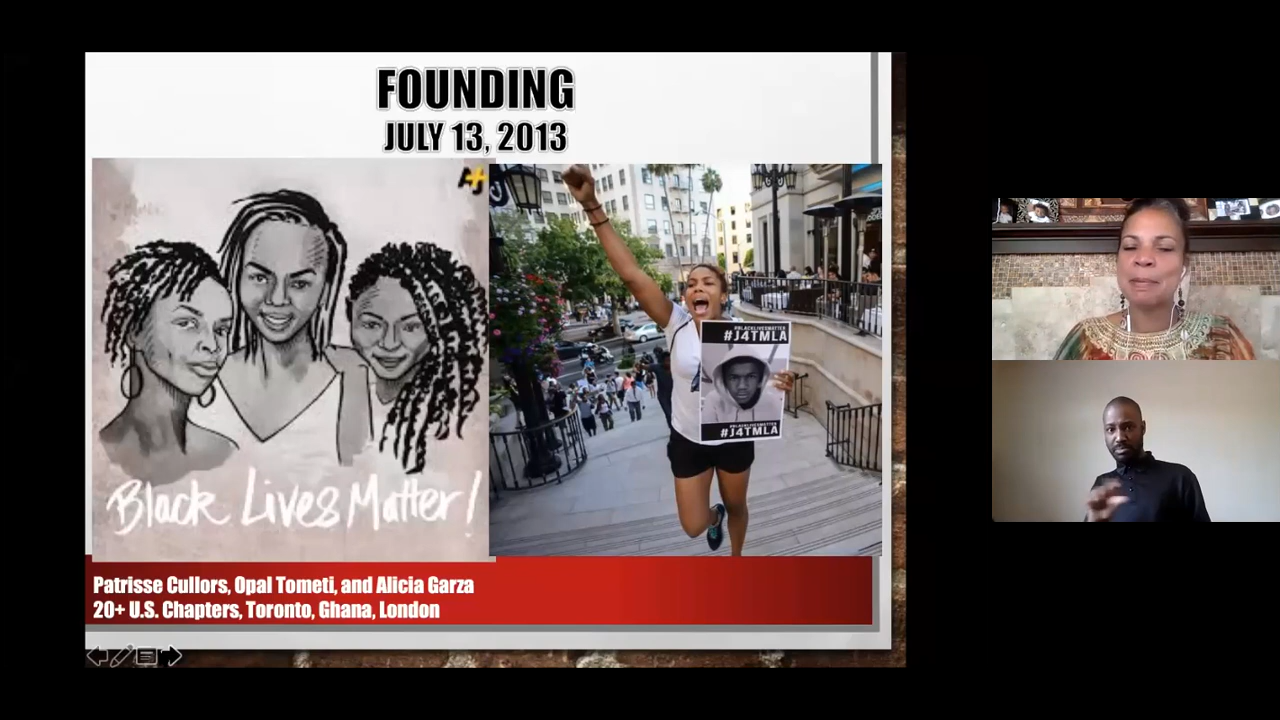 FOUNDING
JULY 13, 2013
A+
Black Lives Matter!
#BLACKLIVESMATTER
#J4TMLA
#BLACKLIVESMATTER
#J4TMLA
Patrisse Cullors, Opal Tometi, and Alicia Garza
20+ U.S. Chapters, Toronto, Ghana, London